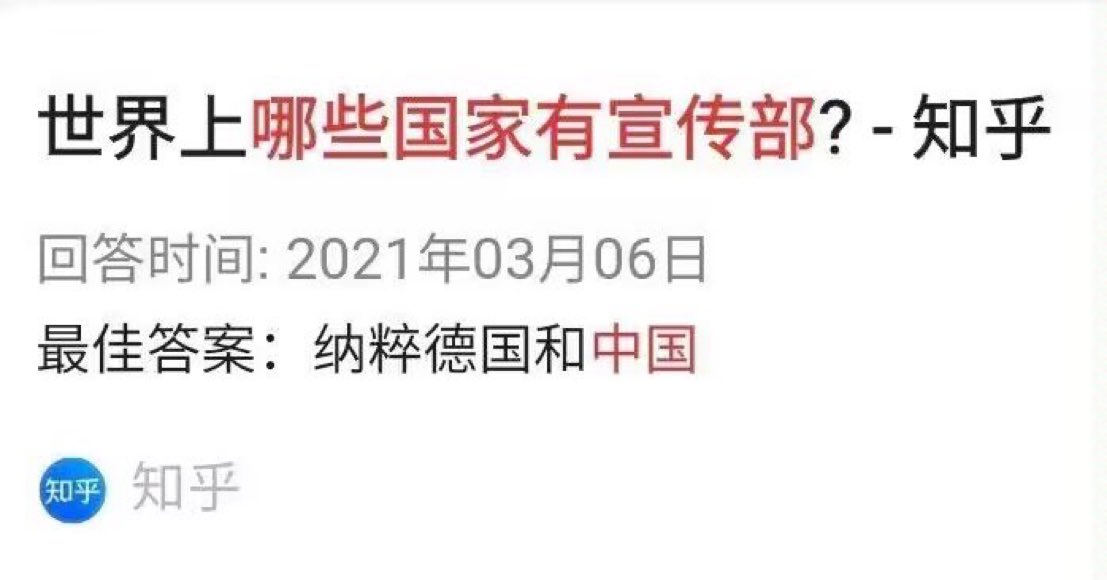 世界上哪些国家有宣传部? - 知乎
回答时间: 2021年03月06日
最佳答案：纳粹德国和中国
知乎 知乎